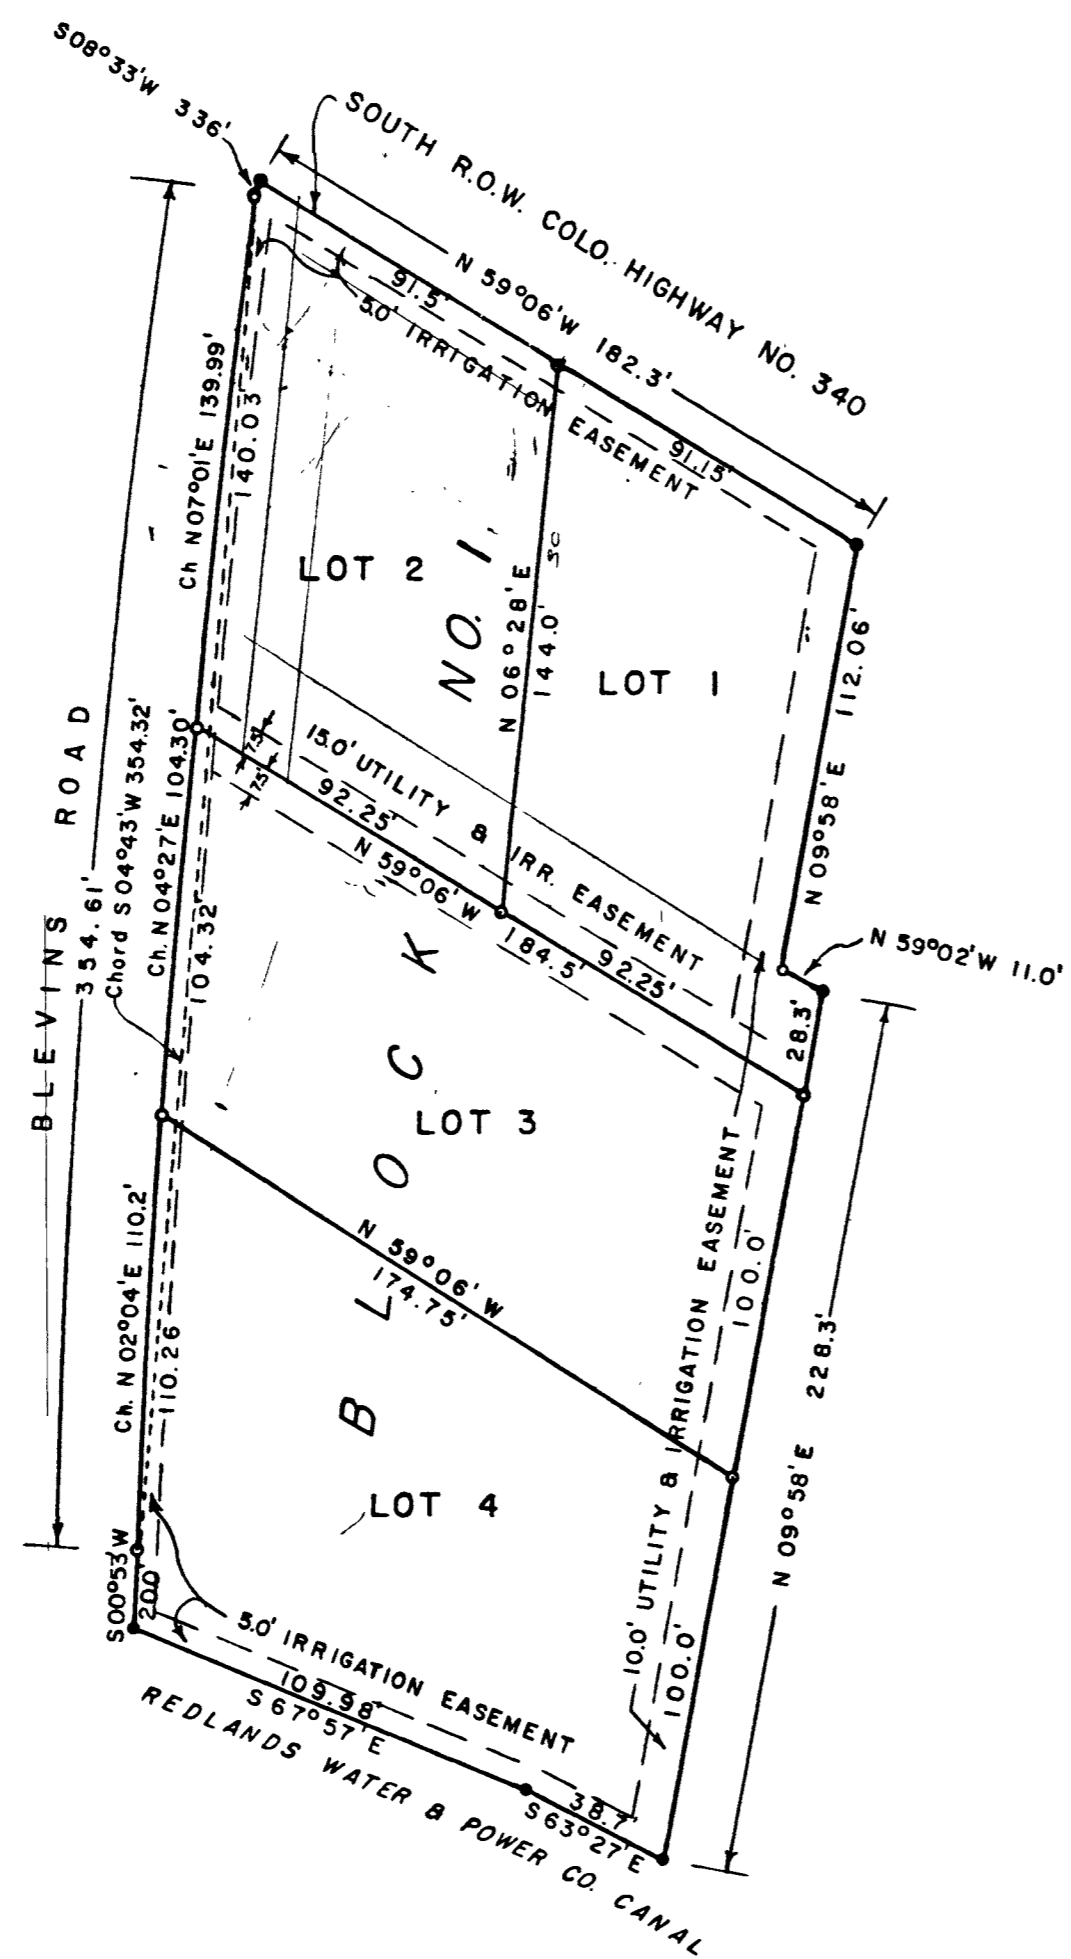 S08°33'W 3.36'
SOUTH R.O.W. COLO. HIGHWAY NO. 340
N 59°06'W 182.3'
91.5'
91.15'
5.0' IRRIGATION EASEMENT
Ch N07°01'E 139.99'
140.03'
LOT 2
BLOCK NO. 1
N 06°28'E
144.0'
LOT 1
N 09°58'E 112.06'
BLEVINS ROAD
354.61'
Chord S04°43'W 354.32'
Ch. N04°27'E 104.30'
104.32
7.5'
7.5'
15.0' UTILITY & IRR. EASEMENT
92.25'
92.25'
N 59°06'W
184.5'
N 59°02'W 11.0'
28.3'
LOT 3
100.0'
N 59°06'W
174.75'
10.0' UTILITY & IRRIGATION EASEMENT
N 09°58'E 228.3'
Ch. N 02°04'E 110.2'
110.26
LOT 4
100.0'
S00°53'W
20.0'
5.0' IRRIGATION EASEMENT
109.98'
S 67°57'E
38.7'
S 63°27'E
REDLANDS WATER & POWER CO. CANAL